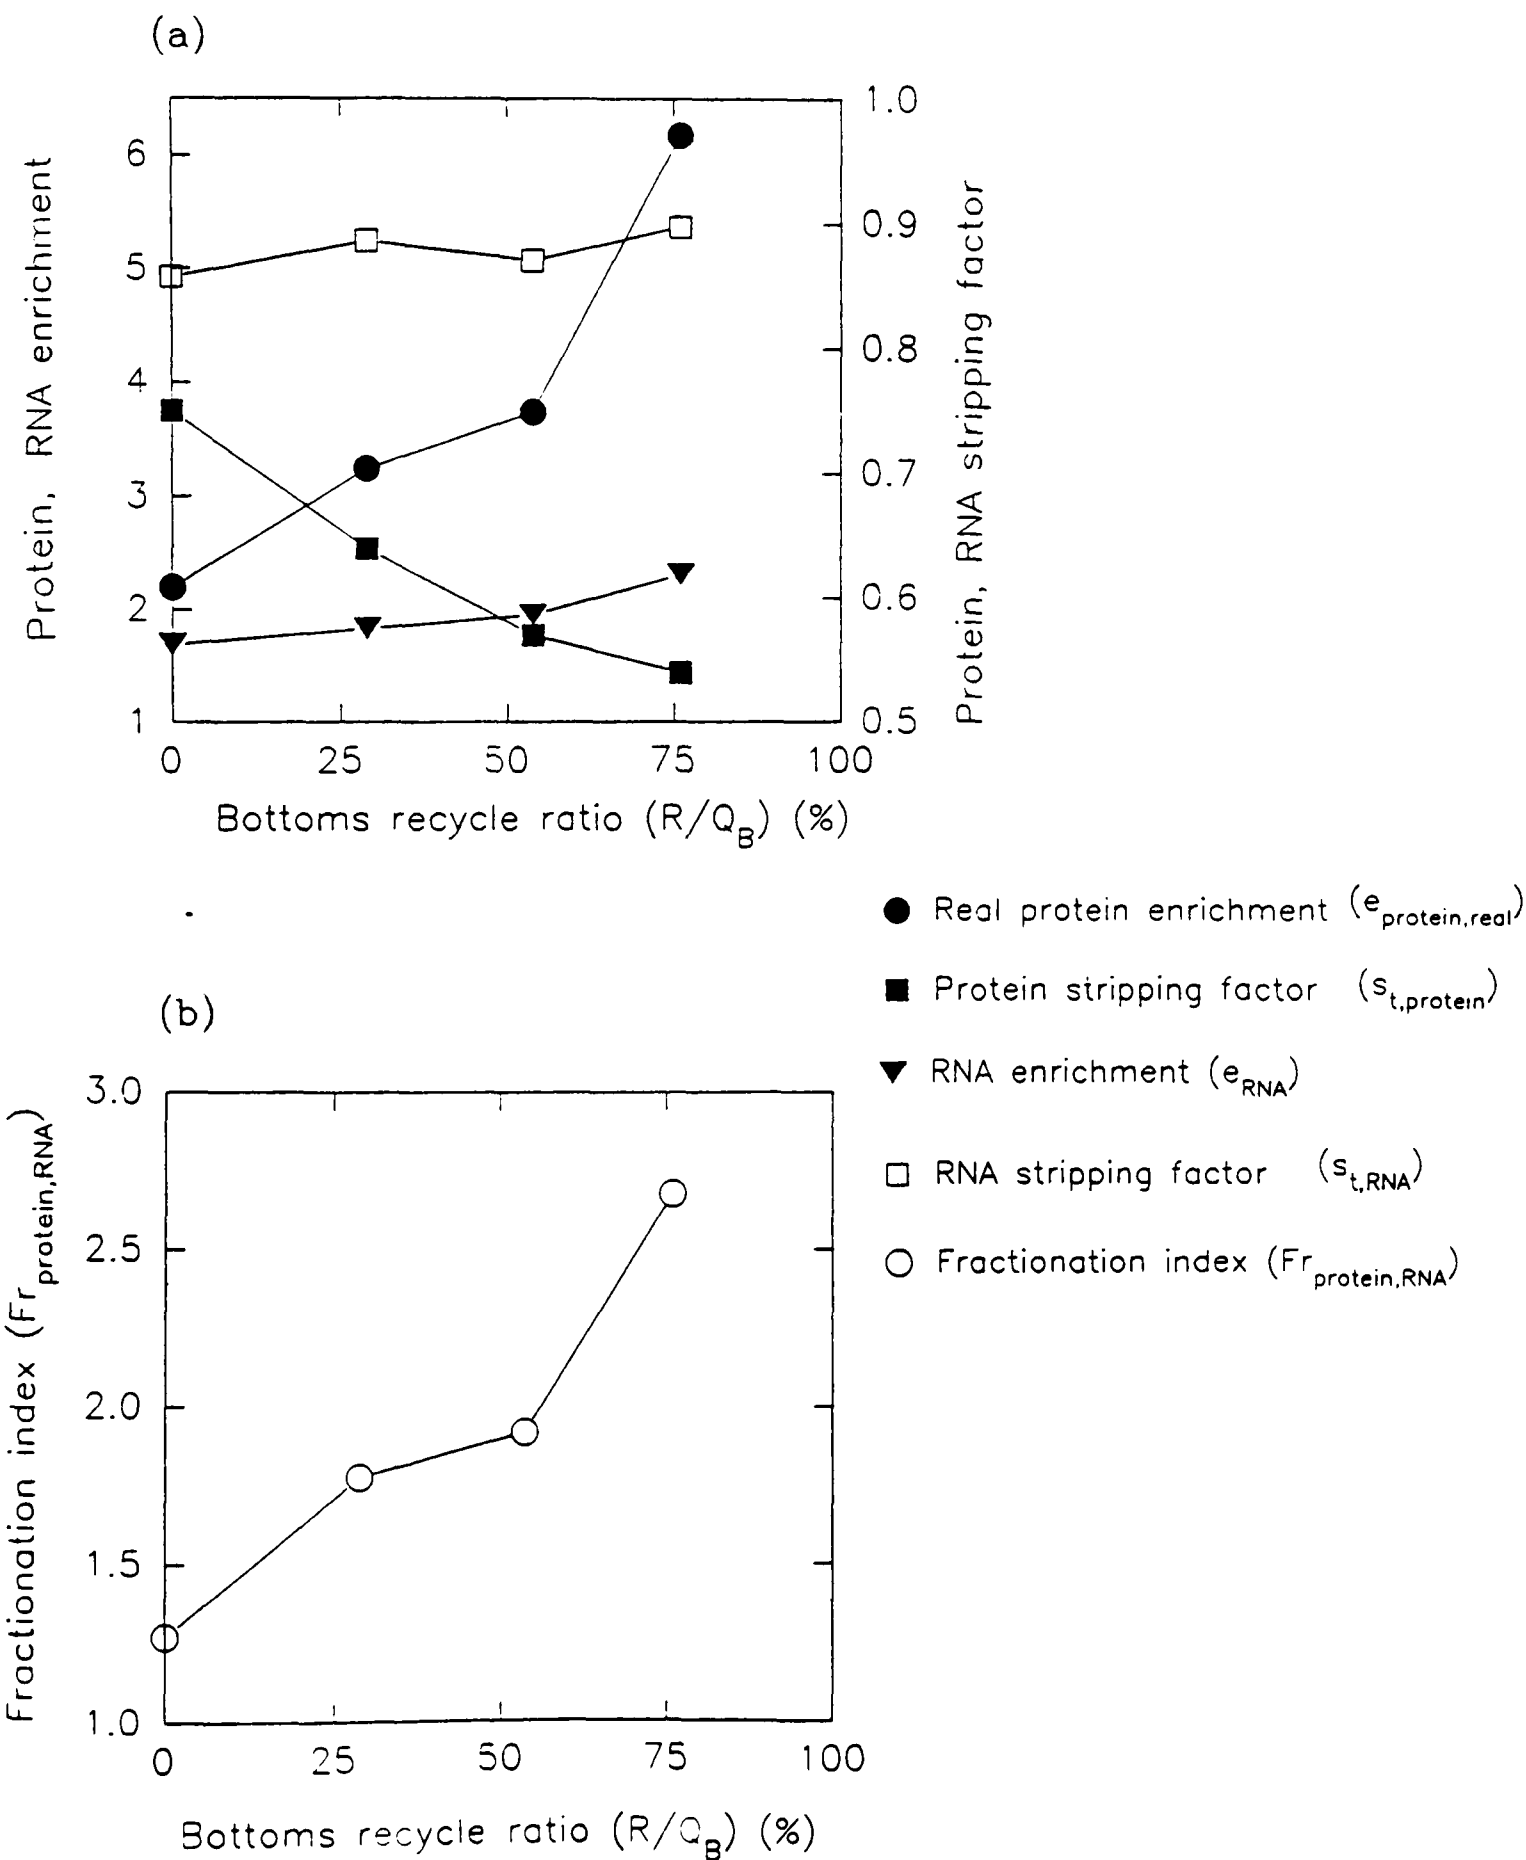 (a)
Protein, RNA enrichment
6
5
4
3
2
1
1.0
0.9
0.8
0.7
0.6
0.5
Protein, RNA stripping factor
0 25 50 75 100
Bottoms recycle ratio (R/Q_B) (%)
● Real protein enrichment (e_protein,real)
■ Protein stripping factor (s_t,protein)
▼ RNA enrichment (e_RNA)
□ RNA stripping factor (s_t,RNA)
○ Fractionation index (Fr_protein,RNA)
(b)
Fractionation index (Fr_protein,RNA)
3.0
2.5
2.0
1.5
1.0
0 25 50 75 100
Bottoms recycle ratio (R/Q_B) (%)